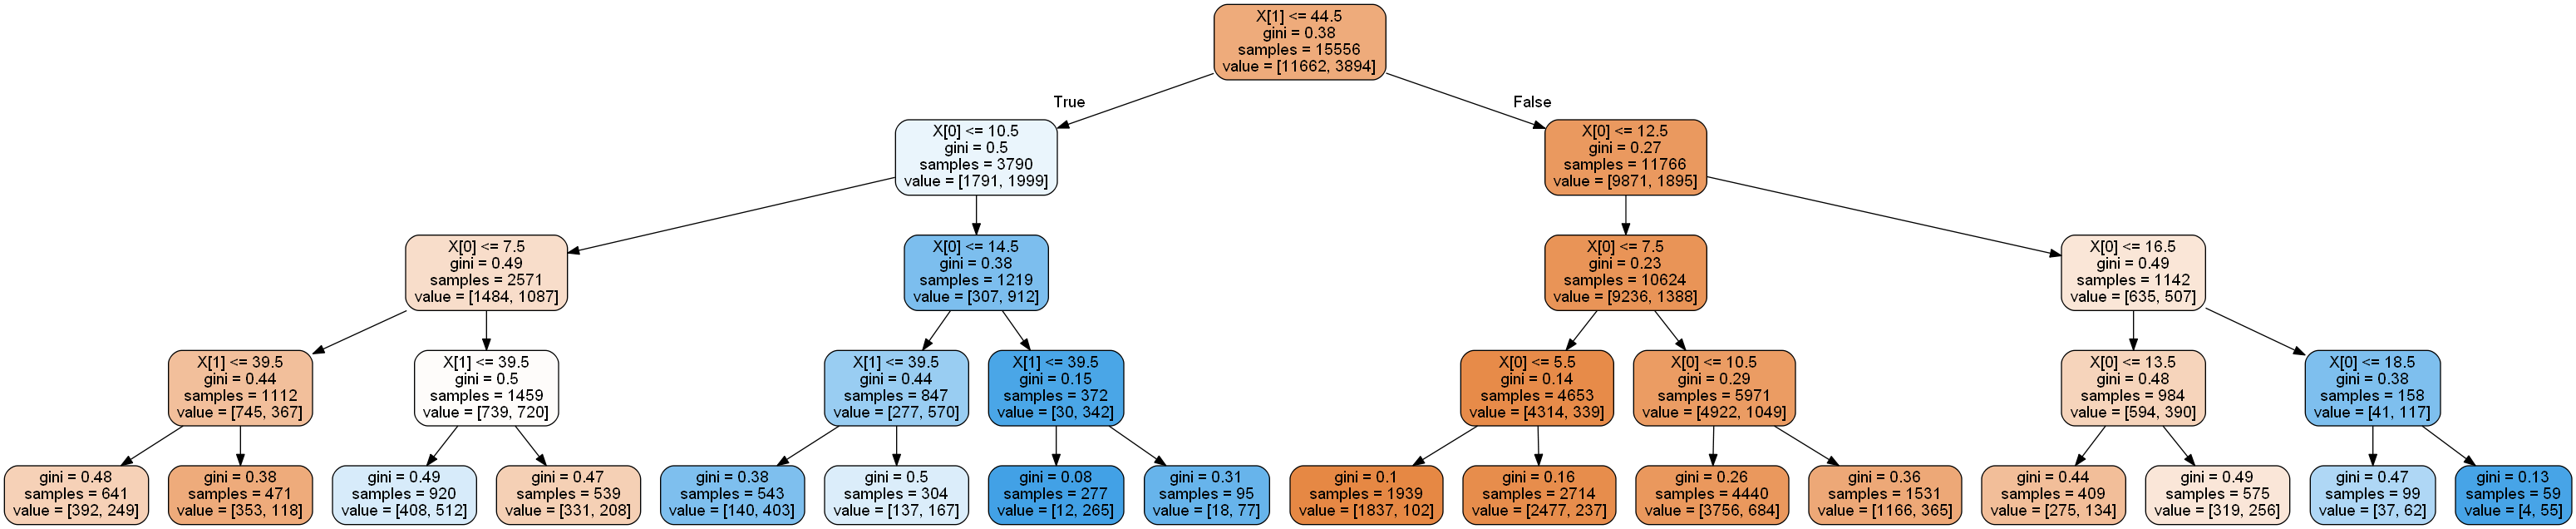 X[1] <= 44.5
gini = 0.38
samples = 15556
value = [11662, 3894]
True
False
X[0] <= 10.5
gini = 0.5
samples = 3790
value = [1791, 1999]
X[0] <= 12.5
gini = 0.27
samples = 11766
value = [9871, 1895]
X[0] <= 7.5
gini = 0.49
samples = 2571
value = [1484, 1087]
X[0] <= 14.5
gini = 0.38
samples = 1219
value = [307, 912]
X[0] <= 7.5
gini = 0.23
samples = 10624
value = [9236, 1388]
X[0] <= 16.5
gini = 0.49
samples = 1142
value = [635, 507]
X[1] <= 39.5
gini = 0.44
samples = 1112
value = [745, 367]
X[1] <= 39.5
gini = 0.5
samples = 1459
value = [739, 720]
X[1] <= 39.5
gini = 0.44
samples = 847
value = [277, 570]
X[1] <= 39.5
gini = 0.15
samples = 372
value = [30, 342]
X[0] <= 5.5
gini = 0.14
samples = 4653
value = [4314, 339]
X[0] <= 10.5
gini = 0.29
samples = 5971
value = [4922, 1049]
X[0] <= 13.5
gini = 0.48
samples = 984
value = [594, 390]
X[0] <= 18.5
gini = 0.38
samples = 158
value = [41, 117]
gini = 0.48
samples = 641
value = [392, 249]
gini = 0.38
samples = 471
value = [353, 118]
gini = 0.49
samples = 920
value = [408, 512]
gini = 0.47
samples = 539
value = [331, 208]
gini = 0.38
samples = 543
value = [140, 403]
gini = 0.5
samples = 304
value = [137, 167]
gini = 0.08
samples = 277
value = [12, 265]
gini = 0.31
samples = 95
value = [18, 77]
gini = 0.1
samples = 1939
value = [1837, 102]
gini = 0.16
samples = 2714
value = [2477, 237]
gini = 0.26
samples = 4440
value = [3756, 684]
gini = 0.36
samples = 1531
value = [1166, 365]
gini = 0.44
samples = 409
value = [275, 134]
gini = 0.49
samples = 575
value = [319, 256]
gini = 0.47
samples = 99
value = [37, 62]
gini = 0.13
samples = 59
value = [4, 55]